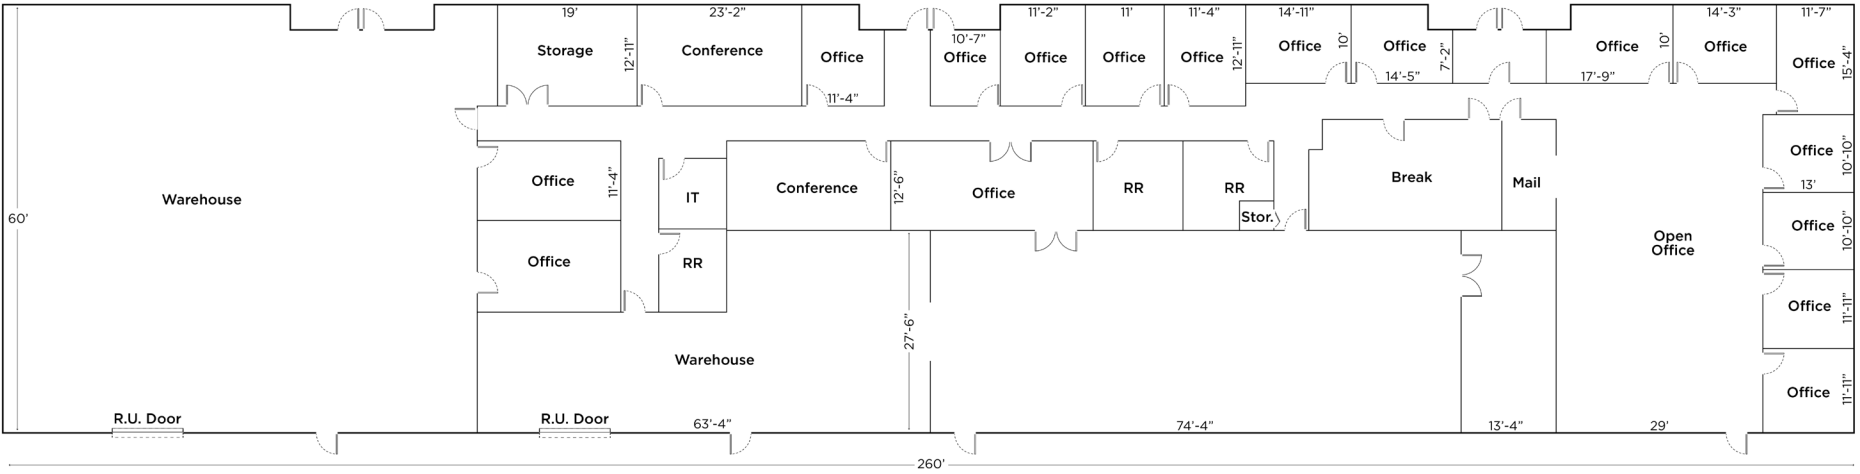 19'
23'-2"
11'-2"
11'
11'-4"
14'-11"
14'-3"
11'-7"
Storage
12'-11"
Conference
Office
11'-4"
10'-7"
Office
Office
Office
Office
12'-11"
Office
10'
Office
7'-2"
14'-5"
Office
10'
17'-9"
Office
Office
15'-4"
Warehouse
60'
Office
11'-4"
IT
Conference
12'-6"
Office
RR
RR
Stor.
Break
Mail
Office
10'-10"
13'
Open
Office
Office
10'-10"
Office
RR
Office
11'-11"
27'-6"
Warehouse
Office
11'-11"
R.U. Door
R.U. Door
63'-4"
74'-4"
13'-4"
29'
260'